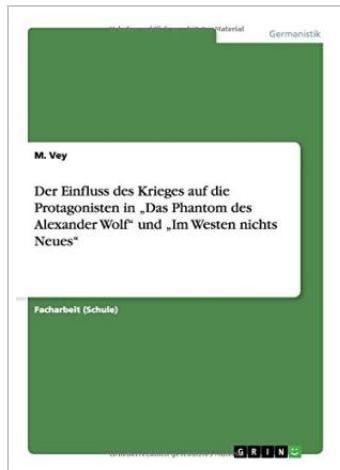 Material
Germanistik
M. Vey
Der Einfluss des Krieges auf die
Protagonisten in „Das Phantom des
Alexander Wolf“ und „Im Westen nichts
Neues“
Facharbeit (Schule)
GRIN